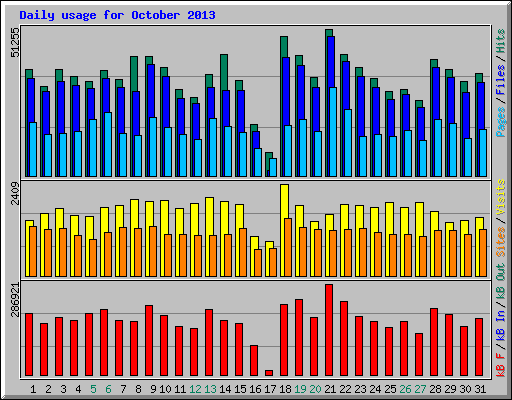 Daily usage for October 2013
51255
Pages / Files / Hits
2409
Sites / Visits
286921
kB F / kB In / kB Out
1 2 3 4 5 6 7 8 9 10 11 12 13 14 15 16 17 18 19 20 21 22 23 24 25 26 27 28 29 30 31